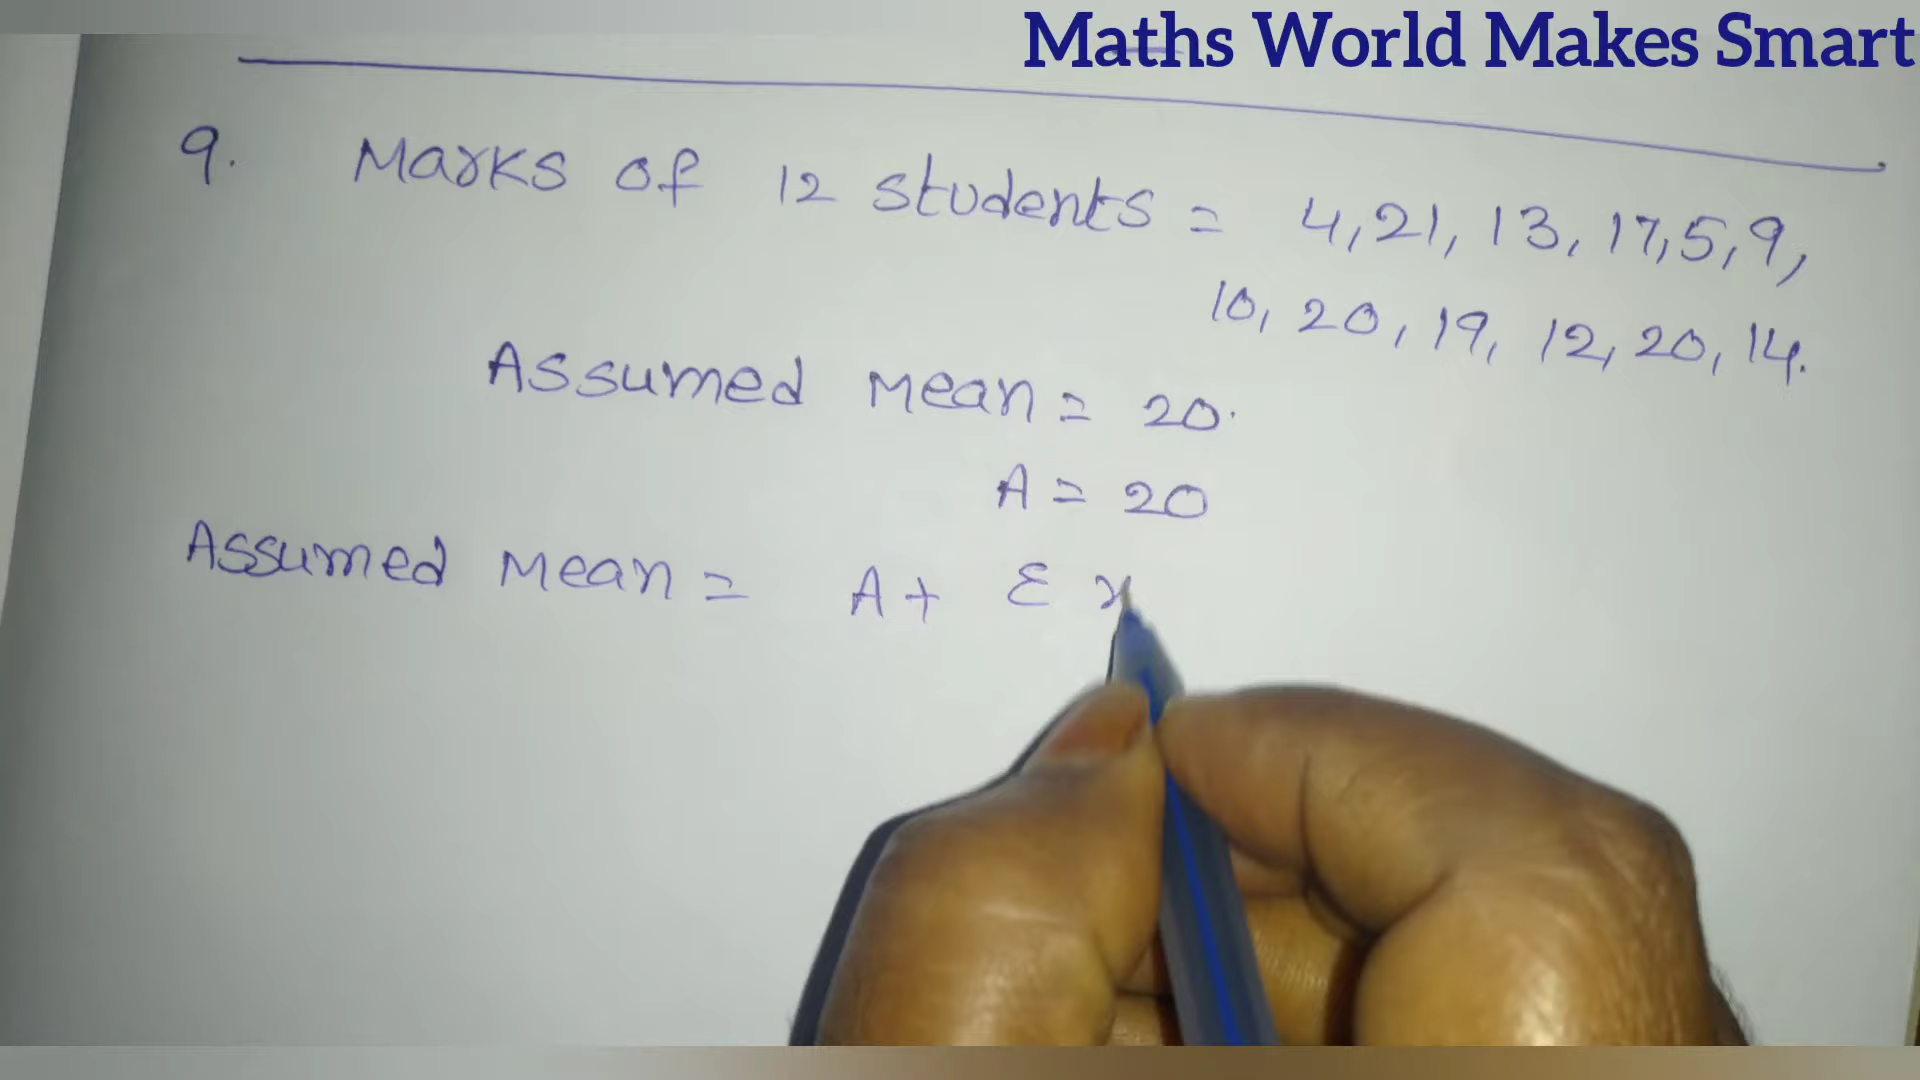 Maths World Makes Smart
9. Marks of 12 students = 4, 21, 13, 17, 5, 9,
10, 20, 19, 12, 20, 14.
Assumed Mean = 20.
A = 20
Assumed Mean = A + Σ x